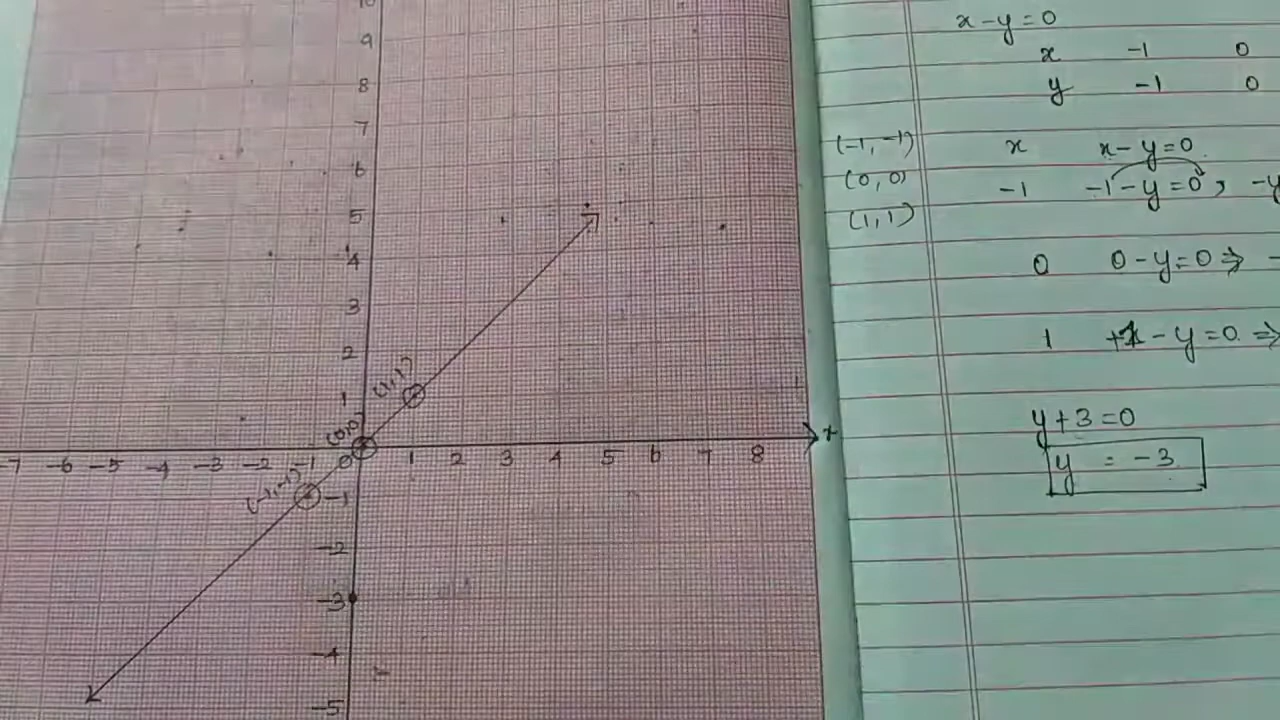 10
9
8
7
6
5
4
3
2
(1,1)
1
(0,0)
x
-7 -6 -5 -4 -3 -2 -1 0 1 2 3 4 5 6 7 8
(-1,-1)
-1
-2
-3
-4
-5
x-y=0
x -1 0
y -1 0
(-1,-1) x x-y=0
(0,0) -1 -1-y=0, -y
(1,1)
0 0-y=0⇒ -
1 +1-y=0 ⇒
y+3=0
y = -3